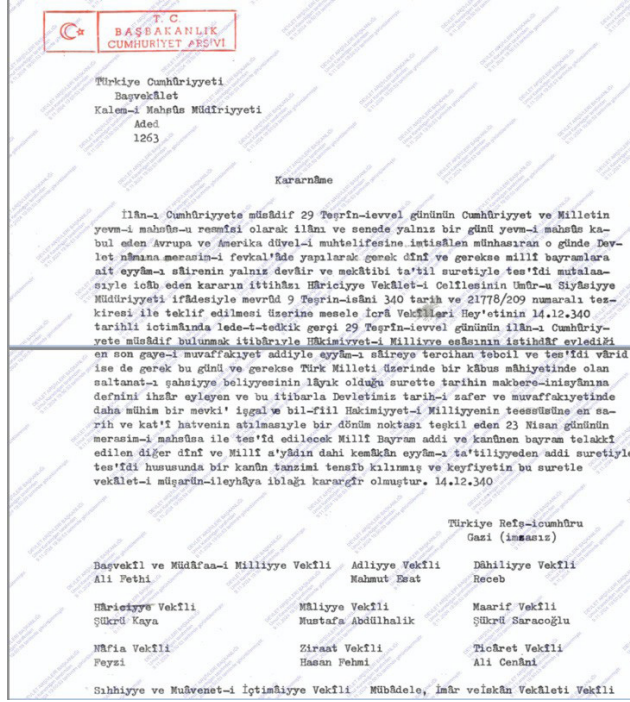 T. C.
BAŞBAKANLIK
CUMHURİYET ARŞİVİ
Türkiye Cumhûriyyeti
Başvekâlet
Kalem-i Mahsûs Müdîriyyeti
Aded
1263
Kararnâme
İlân-ı Cumhûriyyete müsâdif 29 Teşrîn-ievvel gününün Cumhûriyyet ve Milletin
yevm-i mahsûs-u resmîsi olarak ilânı ve senede yalnız bir günü yevm-i mahsûs ka-
bul eden Avrupa ve Amerika düvel-i muhtelifesine imtisâlen münhasıran o günde Dev-
let nâmına merasim-i fevkal'âde yapılarak gerek dînî ve gerekse millî bayramlara
ait eyyâm-ı sâirenin yalnız devâir ve mekâtibi ta'til suretiyle tes'îdi mutalaa-
siyle icâb eden kararın ittihâzı Hâriciyye Vekâlet-i Celîlesinin Umûr-u Siyâsiyye
Müdüriyyeti ifâdesiyle mevrûd 9 Teşrin-isâni 340 tarih ve 21778/209 numaralı tez-
kiresi ile teklif edilmesi üzerine mesele İcrâ Vekîlleri Hey'etinin 14.12.340
tarihli ictimâında lede-t-tedkik gerçi 29 Teşrîn-ievvel gününün ilân-ı Cumhûriy-
yete müsâdif bulunmak itibâriyle Hâkimiyyet-i Milliyye esâsının istihdâf eylediği
en son gaye-i muvaffakıyet addiyle eyyâm-ı sâireye tercihan tebcil ve tes'îdi vârid
ise de gerek bu günü ve gerekse Türk Milleti üzerinde bir kâbus mâhiyetinde olan
saltanat-ı şahsiyye beliyyesinin lâyık olduğu surette tarihin makbere-inisyânına
defnini ihzâr eyleyen ve bu itibarla Devletimiz tarih-i zafer ve muvaffakıyetinde
daha mühim bir mevki' işgal ve bil-fiil Hakimiyyet-i Milliyyenin teessüsüne en sa-
rih ve kat'î hatvenin atılmasıyle bir dönüm noktası teşkil eden 23 Nisan gününün
merasim-i mahsûsa ile tes'îd edilecek Millî Bayram addi ve kanûnen bayram telakkî
edilen diğer dînî ve Millî a'yâdın dahi kemâkân eyyâm-ı ta'tiliyyeden addi suretiyle
tes'îdi hususunda bir kanûn tanzimi tensîb kılınmış ve keyfiyetin bu suretle
vekâlet-i müşarün-ileyhâya iblağı karargîr olmuştur. 14.12.340
Türkiye Reîs-icumhûru
Gazi (imzasız)
Başvekîl ve Müdâfaa-i Milliyye Vekîli Adliyye Vekîli Dâhiliyye Vekîli
Ali Fethi Mahmut Esat Receb
Hâriciyye Vekîli Mâliyye Vekîli Maarif Vekîli
Şükrü Kaya Mustafa Abdülhalik Şükrü Saracoğlu
Nâfia Vekîli Ziraat Vekîli Ticâret Vekîli
Feyzi Hasan Fehmi Ali Cenâni
Sıhhiyye ve Muâvenet-i İçtimâiyye Vekîli Mübâdele, İmâr veİskân Vekâleti Vekîli